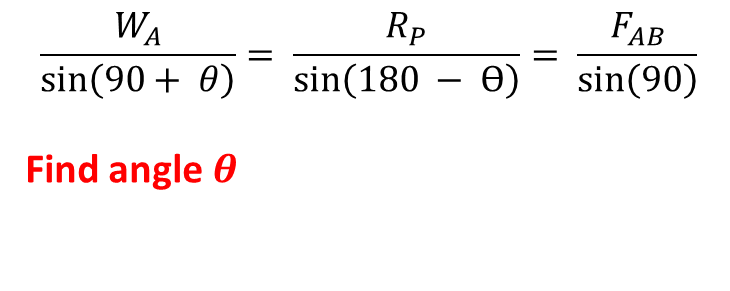 W_A / sin(90 + θ) = R_P / sin(180 − Θ) = F_AB / sin(90)
Find angle θ